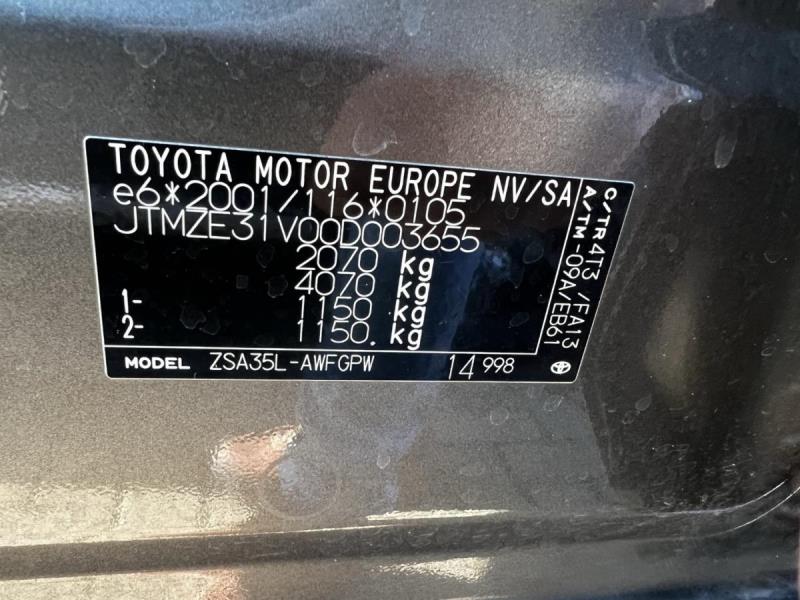 TOYOTA MOTOR EUROPE NV/SA
e6*2001/116*0105
JTMZE31V00D003655
2070 kg
4070 kg
1- 1150 kg
2- 1150. kg
MODEL ZSA35L-AWFGPW 14 998
C/TR 4T3 /FA13
A/TM -09A/EB61